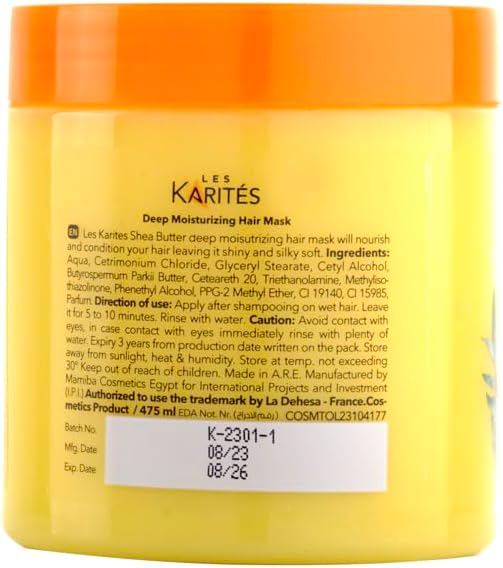 LES
KARITÉS
Deep Moisturizing Hair Mask
EN Les Karites Shea Butter deep moisutrizing hair mask will nourish
and condition your hair leaving it shiny and silky soft. Ingredients:
Aqua, Cetrimonium Chloride, Glyceryl Stearate, Cetyl Alcohol,
Butyrospermum Parkii Butter, Ceteareth 20, Triethanolamine, Methyliso-
thiazolinone, Phenethyl Alcohol, PPG-2 Methyl Ether, CI 19140, CI 15985,
Parfum. Direction of use: Apply after shampooing on wet hair. Leave
it for 5 to 10 minutes. Rinse with water. Caution: Avoid contact with
eyes, in case contact with eyes immediately rinse with plenty of
water. Expiry 3 years from production date written on the pack. Store
away from sunlight, heat & humidity. Store at temp. not exceeding
30° Keep out of reach of children. Made in A.R.E. Manufactured by
Mamiba Cosmetics Egypt for International Projects and Investment
(I.P.I.) Authorized to use the trademark by La Dehesa - France.Cos-
metics Product / 475 ml EDA Not. Nr. (رقم الادراج) COSMTOL23104177
Batch No. K-2301-1
Mfg. Date 08/23
Exp. Date 08/26